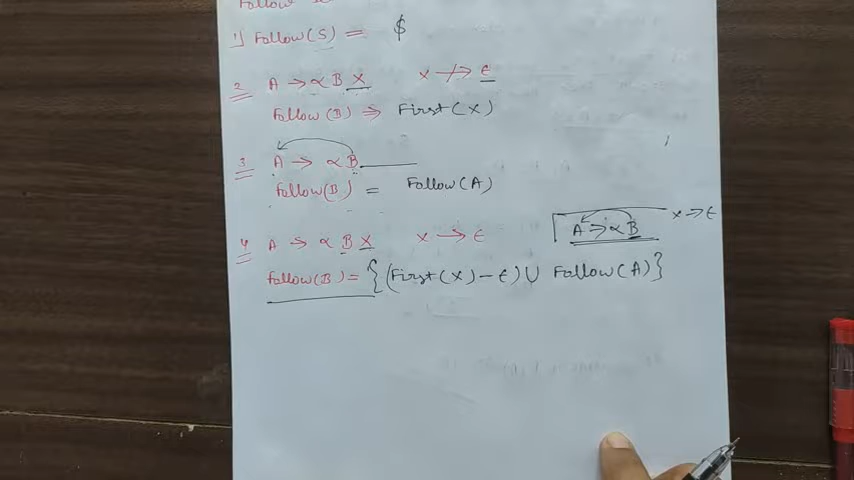 Follow
1) Follow(S) = $
2 A → α B X X ↛ ε
Follow(B) ⇒ First(X)
3 A → α B
Follow(B) = Follow(A)
4 A → α B X X → ε
A → α B X → ε
Follow(B) = {(First(X) - ε) ∪ Follow(A)}